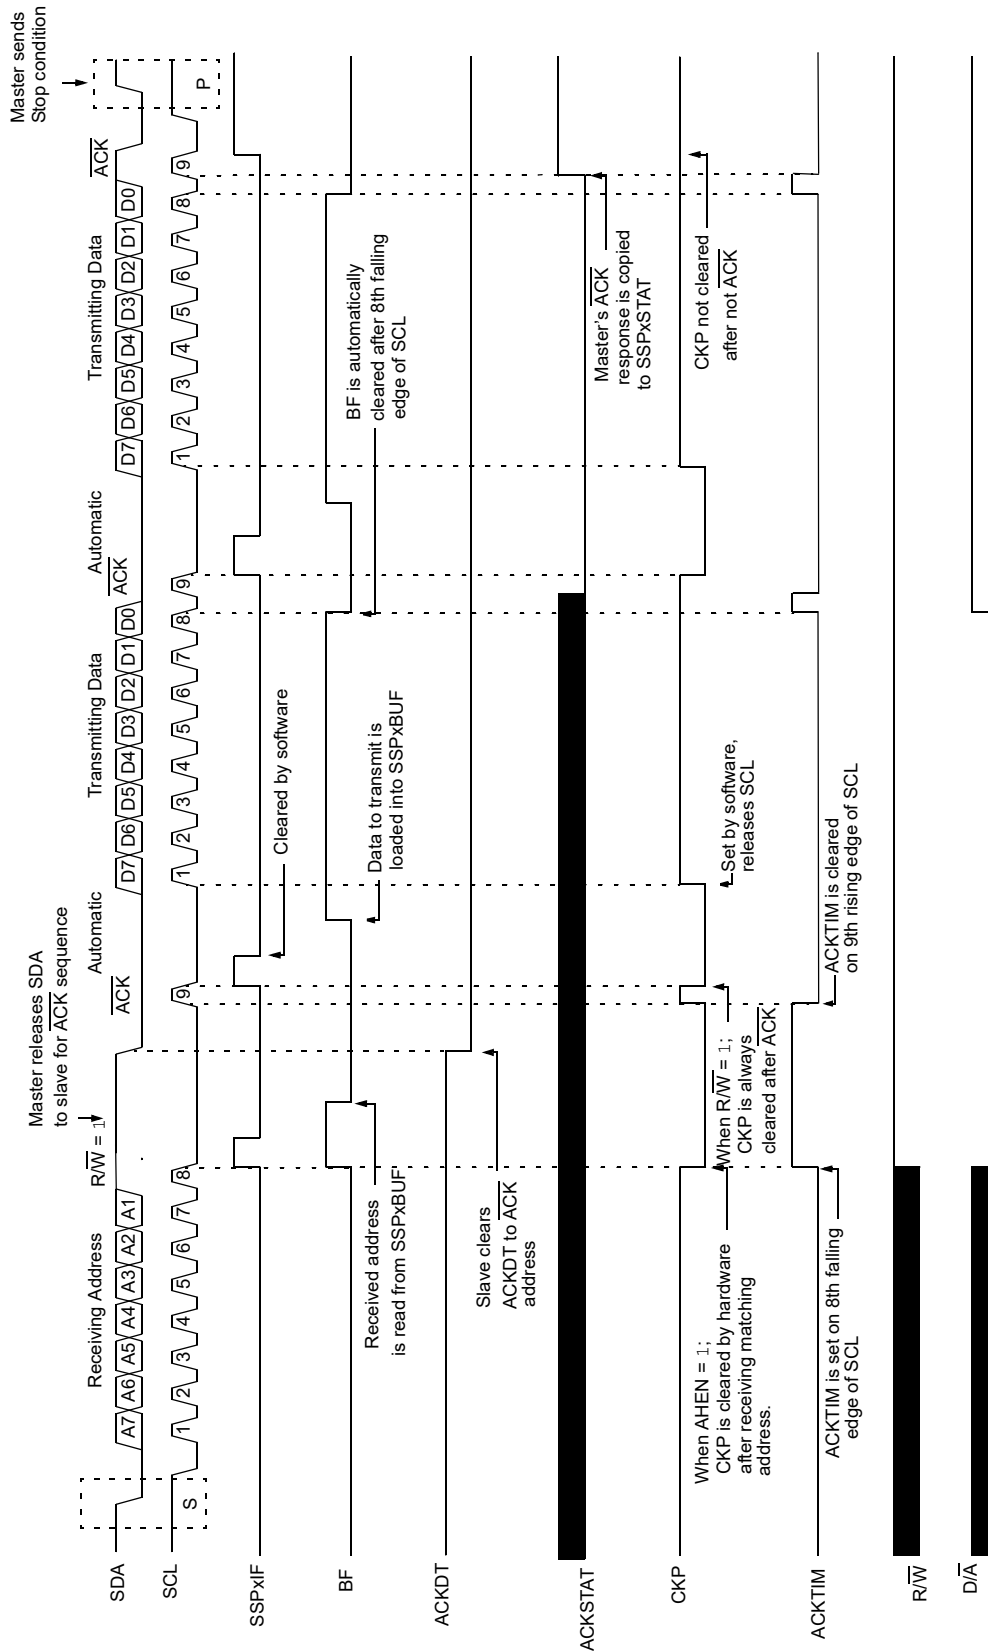 Master sends
Stop condition
Master releases SDA
to slave for ACK sequence
Receiving Address
R/W = 1
Automatic
Transmitting Data
Automatic
Transmitting Data
ACK
ACK
ACK
SDA
A7 A6 A5 A4 A3 A2 A1
D7 D6 D5 D4 D3 D2 D1 D0
D7 D6 D5 D4 D3 D2 D1 D0
SCL
S
1 2 3 4 5 6 7 8 9
1 2 3 4 5 6 7 8 9
1 2 3 4 5 6 7 8 9
P
SSPxIF
Cleared by software
BF
Received address
is read from SSPxBUF
Data to transmit is
loaded into SSPxBUF
BF is automatically
cleared after 8th falling
edge of SCL
ACKDT
Slave clears
ACKDT to ACK
address
ACKSTAT
Master's ACK
response is copied
to SSPxSTAT
CKP
When AHEN = 1;
CKP is cleared by hardware
after receiving matching
address.
When R/W = 1;
CKP is always
cleared after ACK
Set by software,
releases SCL
CKP not cleared
after not ACK
ACKTIM
ACKTIM is set on 8th falling
edge of SCL
ACKTIM is cleared
on 9th rising edge of SCL
R/W
D/A